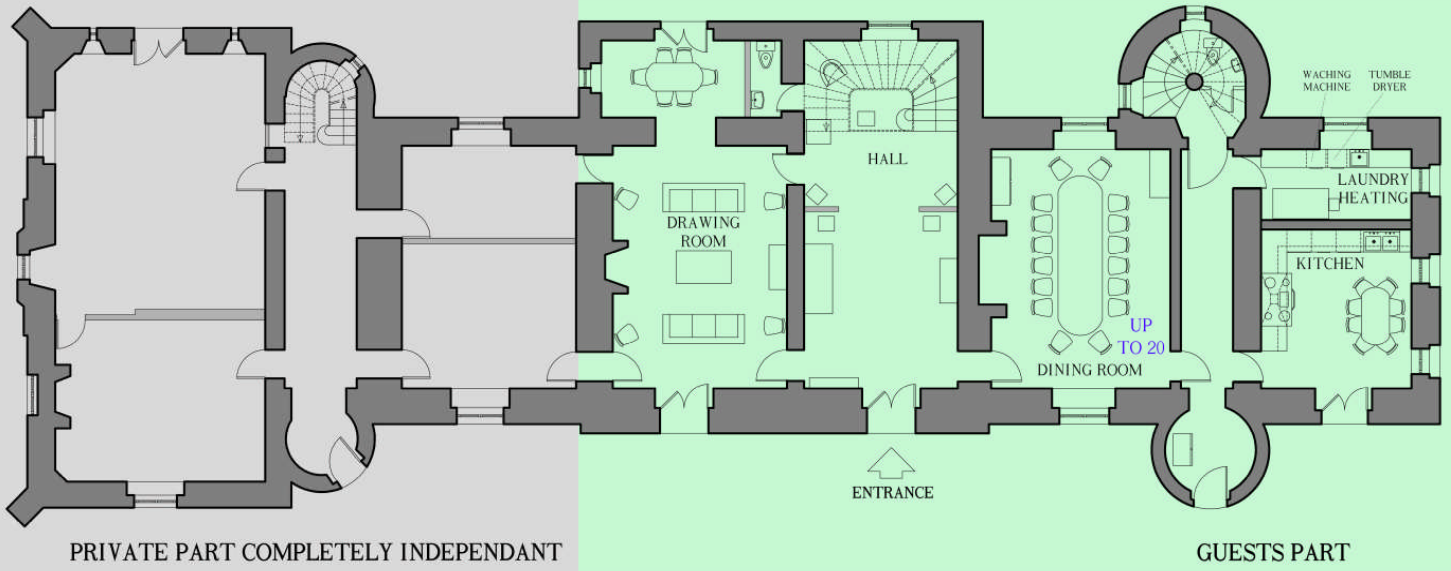 WACHING
MACHINE
TUMBLE
DRYER
HALL
LAUNDRY
HEATING
DRAWING
ROOM
KITCHEN
UP
TO 20
DINING ROOM
ENTRANCE
PRIVATE PART COMPLETELY INDEPENDANT
GUESTS PART